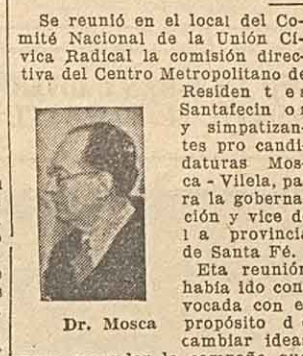 Se reunió en el local del Co-
mité Nacional de la Unión Cí-
vica Radical la comisión direc-
tiva del Centro Metropolitano de
Residen t e s
Santafecin o s
y simpatizan-
tes pro candi-
daturas Mos-
ca - Vilela, pa
ra la goberna-
ción y vice d
l a provincia
de Santa Fé.
Eta reunión
había ido con
vocada con e
propósito d
cambiar idea
Dr. Mosca